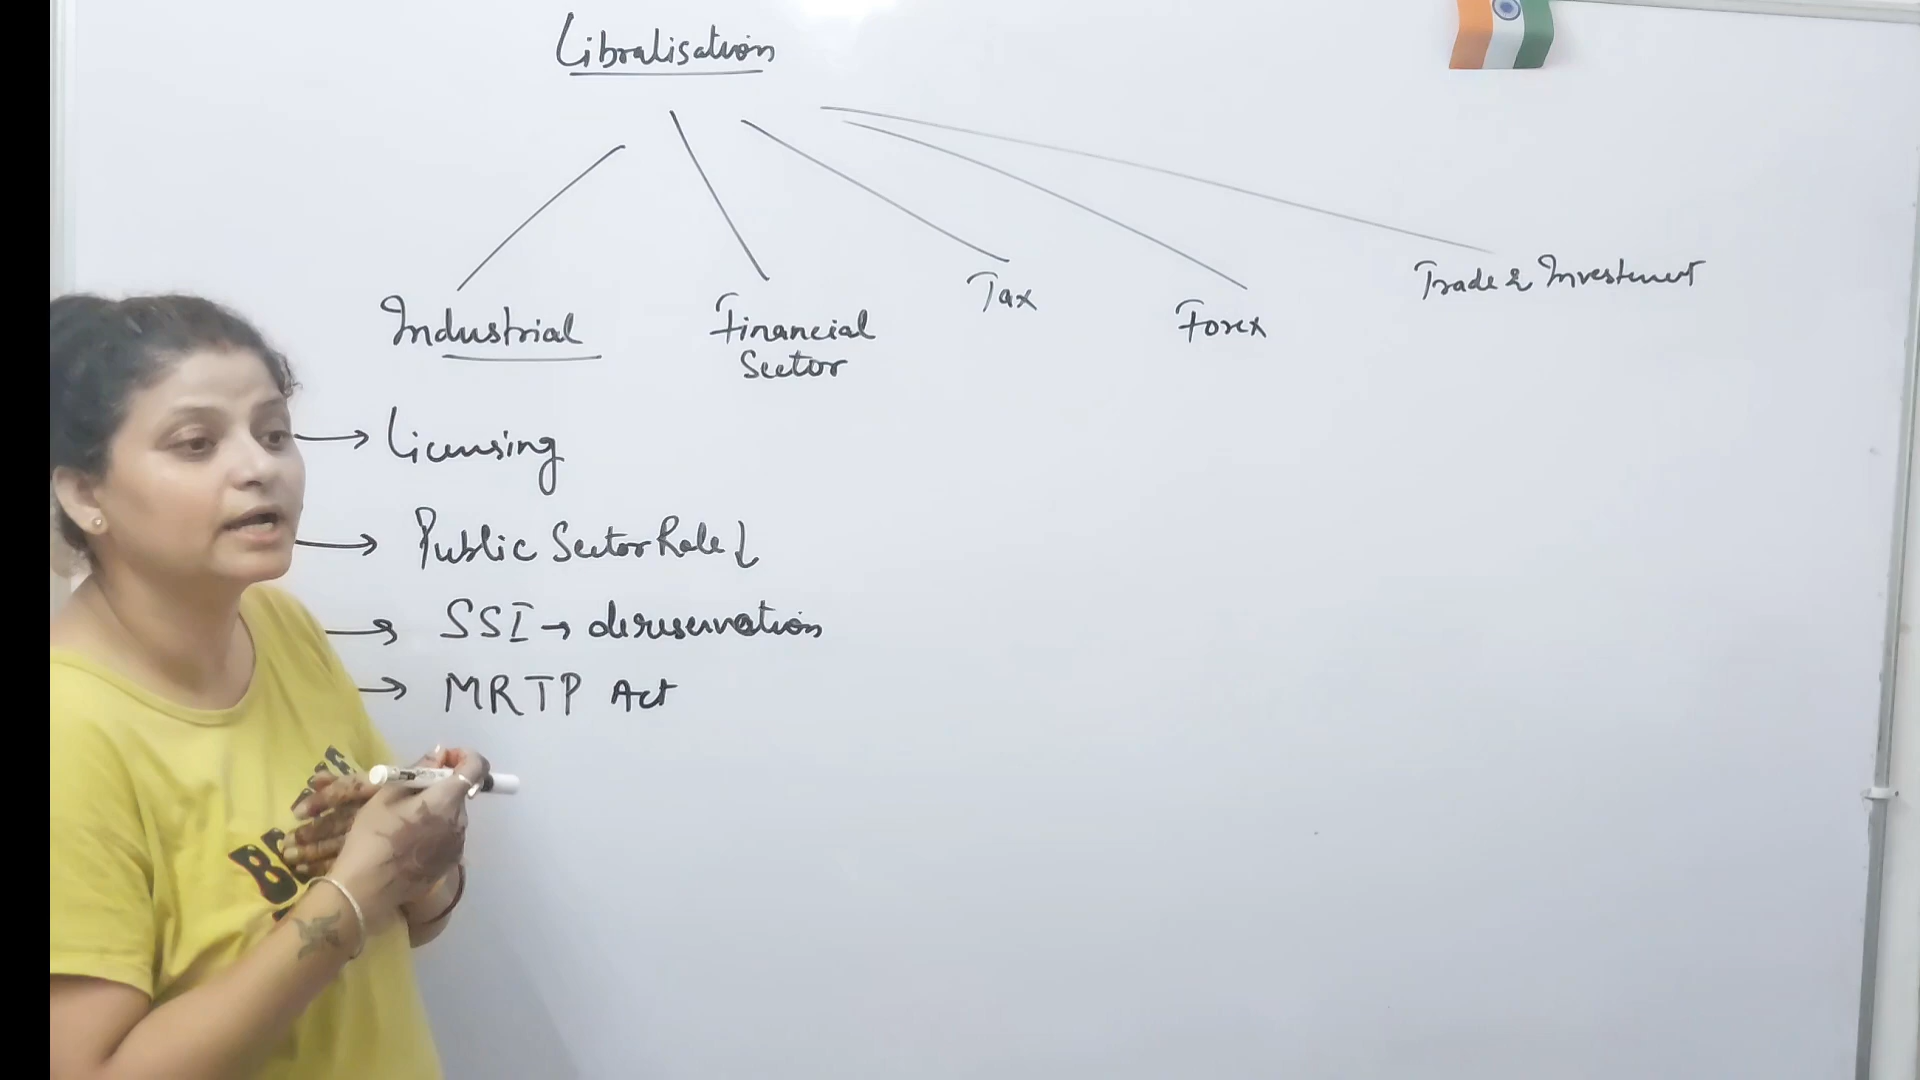 Libralisation
Industrial
Financial
Sector
Tax
Forex
Trade & Investment
→ Licensing
→ Public Sector Role ↓
→ SSI → dereservation
→ MRTP Act